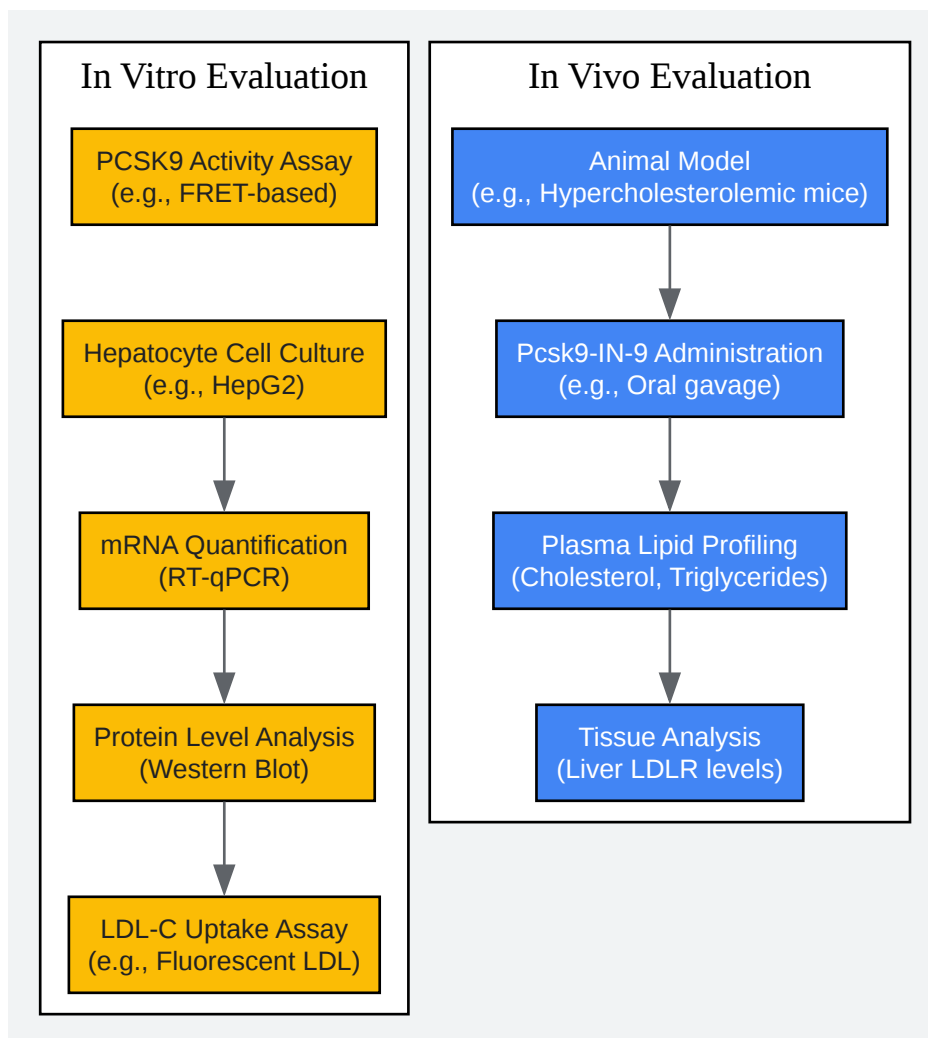 In Vitro Evaluation
PCSK9 Activity Assay
(e.g., FRET-based)
Hepatocyte Cell Culture
(e.g., HepG2)
mRNA Quantification
(RT-qPCR)
Protein Level Analysis
(Western Blot)
LDL-C Uptake Assay
(e.g., Fluorescent LDL)
In Vivo Evaluation
Animal Model
(e.g., Hypercholesterolemic mice)
Pcsk9-IN-9 Administration
(e.g., Oral gavage)
Plasma Lipid Profiling
(Cholesterol, Triglycerides)
Tissue Analysis
(Liver LDLR levels)